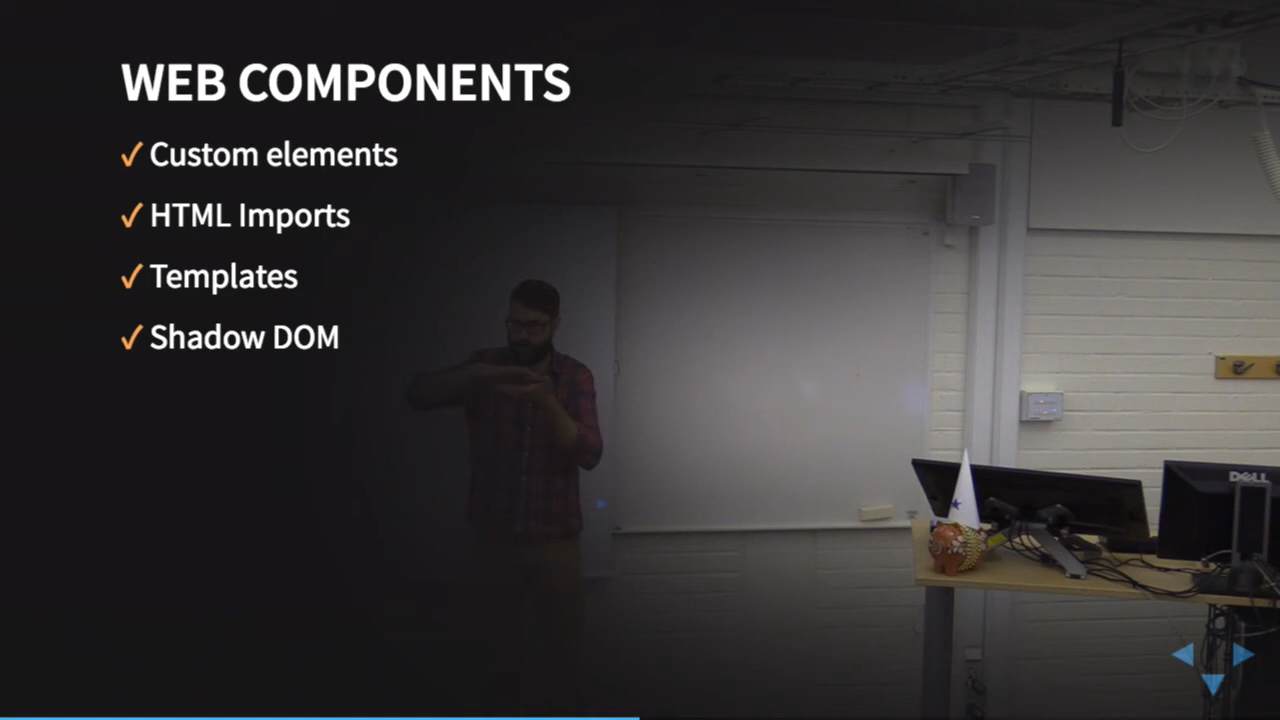 WEB COMPONENTS
✓ Custom elements
✓ HTML Imports
✓ Templates
✓ Shadow DOM
DELL